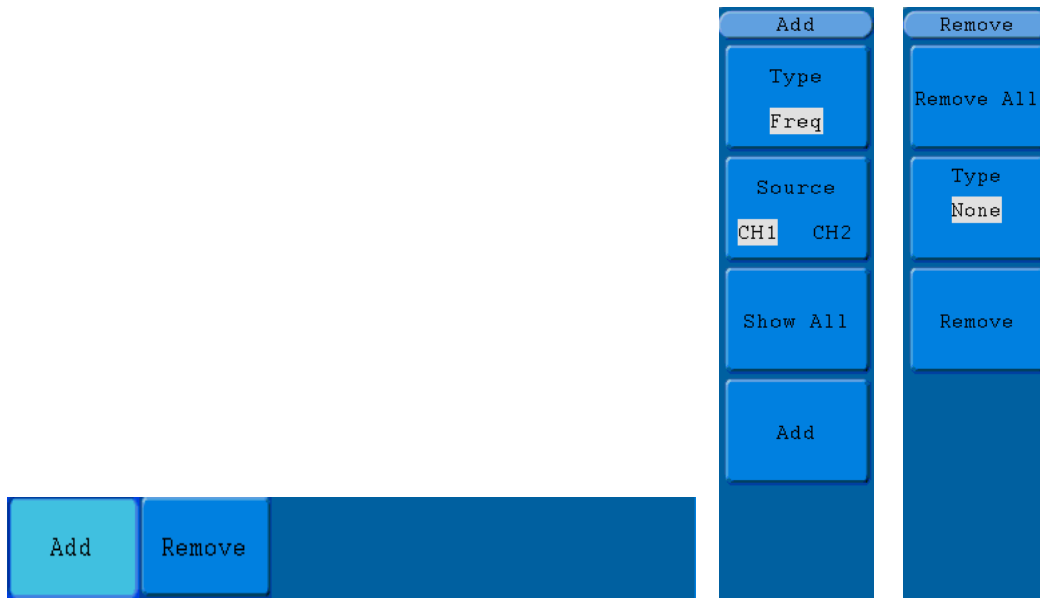 Add
Type
Freq
Source
CH1 CH2
Show All
Add
Remove
Remove All
Type
None
Remove
Add Remove